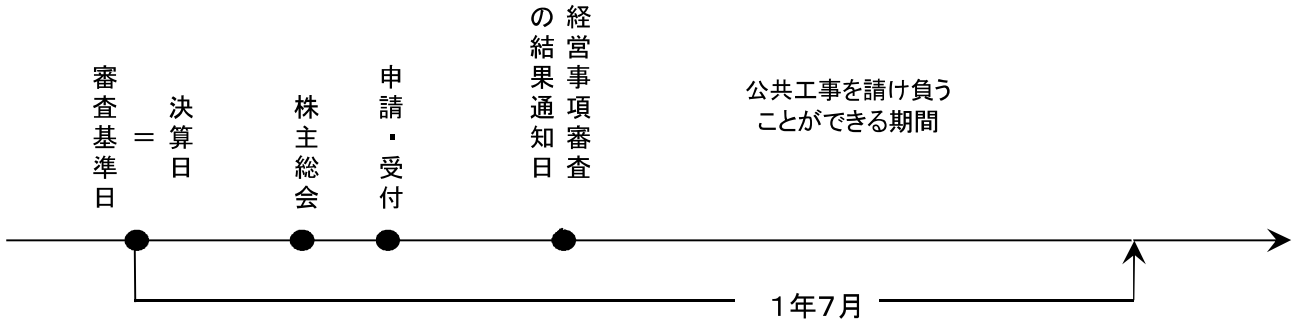 審査基準日
＝
決算日
株主総会
申請・受付
経営事項審査
の結果通知日
公共工事を請け負う
ことができる期間
１年７月